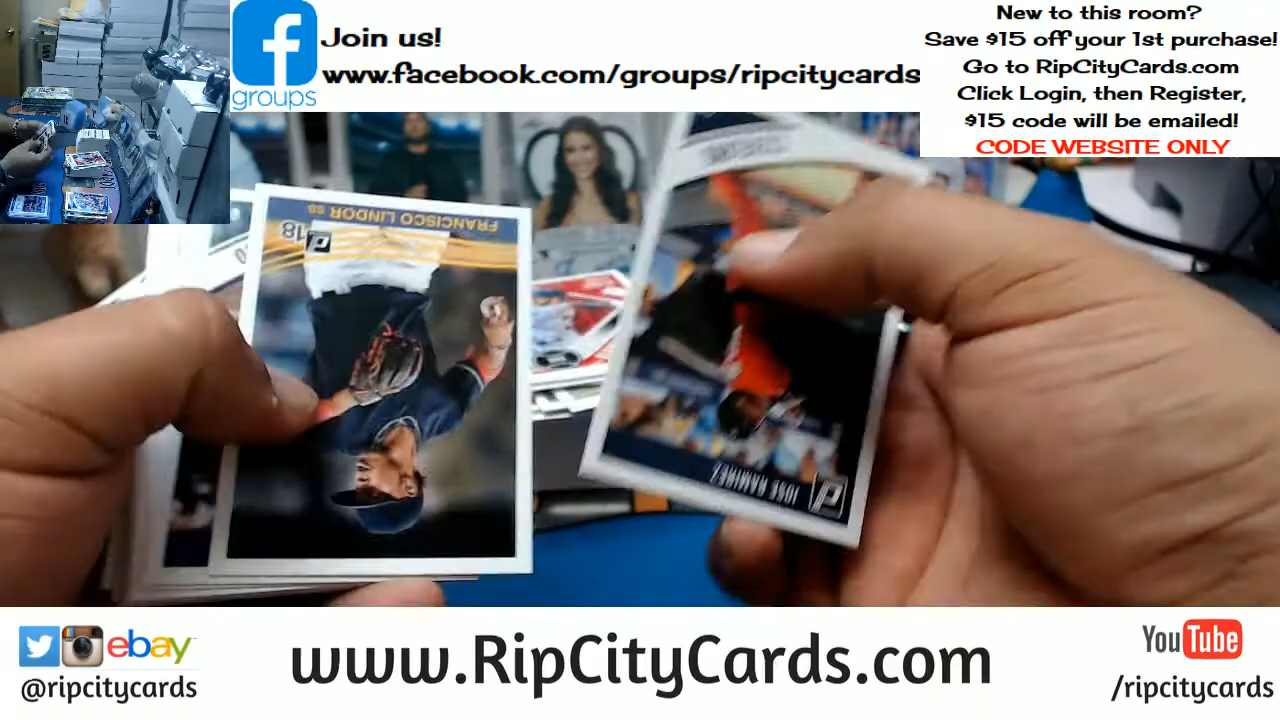 Join us!
www.facebook.com/groups/ripcitycards
groups
New to this room?
Save $15 off your 1st purchase!
Go to RipCityCards.com
Click Login, then Register,
$15 code will be emailed!
CODE WEBSITE ONLY
FRANCISCO LINDOR SS
18
JOSE RAMIREZ
ebay
@ripcitycards
www.RipCityCards.com
YouTube
/ripcitycards